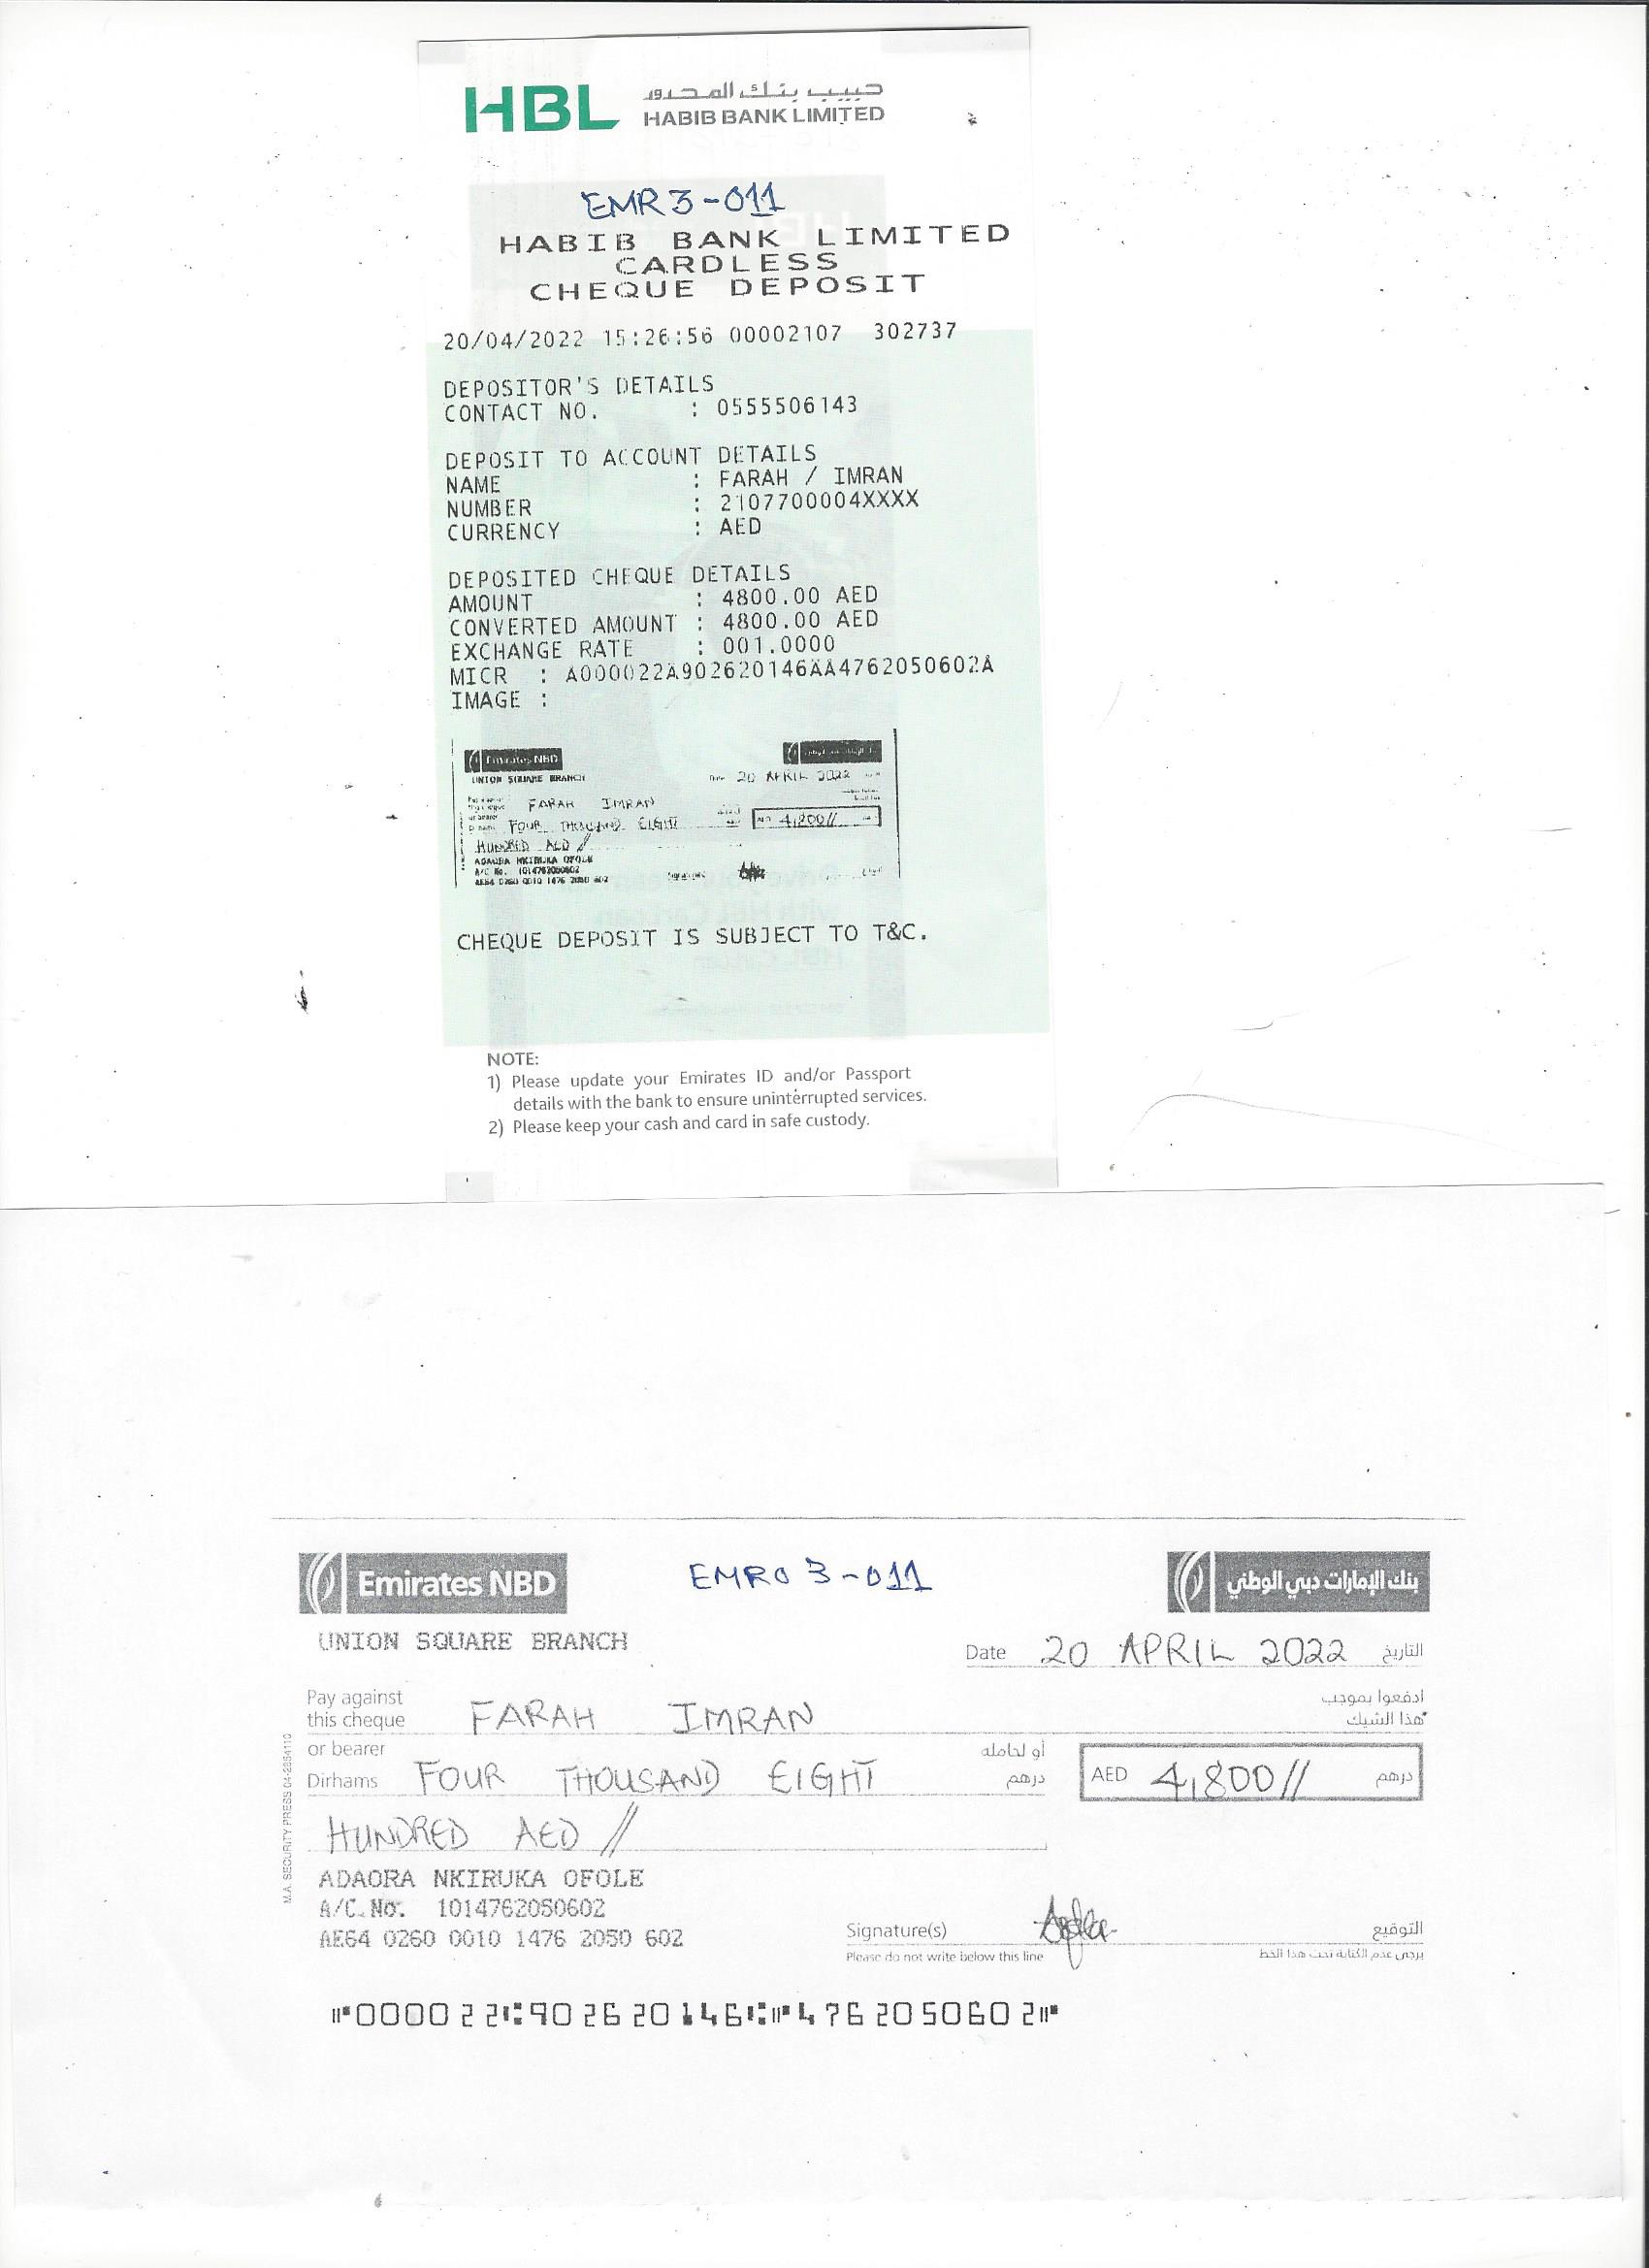 HBL حبيب بنك المحدود
HABIB BANK LIMITED
EMR 3-011
HABIB BANK LIMITED
CARDLESS
CHEQUE DEPOSIT
20/04/2022 15:26:56 00002107 302737
DEPOSITOR'S DETAILS
CONTACT NO. : 0555506143
DEPOSIT TO ACCOUNT DETAILS
NAME : FARAH / IMRAN
NUMBER : 2107700004XXXX
CURRENCY : AED
DEPOSITED CHEQUE DETAILS
AMOUNT : 4800.00 AED
CONVERTED AMOUNT : 4800.00 AED
EXCHANGE RATE : 001.0000
MICR : A000022A902620146AA4762050602A
IMAGE :
Emirates NBD
UNION SQUARE BRANCH
Date 20 APRIL 2022
FARAH IMRAN
FOUR THOUSAND EIGHT 4,800//
HUNDRED AED //
ADAORA NKIRUKA OFOLE
A/C No. 1014762050602
AE64 0260 0010 1476 2050 602
CHEQUE DEPOSIT IS SUBJECT TO T&C.
NOTE:
1) Please update your Emirates ID and/or Passport
details with the bank to ensure uninterrupted services.
2) Please keep your cash and card in safe custody.
Emirates NBD EMR03-011 بنك الإمارات دبي الوطني
UNION SQUARE BRANCH
Date 20 APRIL 2022 التاريخ
Pay against ادفعوا بموجب
this cheque FARAH IMRAN هذا الشيك
or bearer أو لحامله
Dirhams FOUR THOUSAND EIGHT درهم AED 4,800// درهم
HUNDRED AED //
ADAORA NKIRUKA OFOLE
A/C No. 1014762050602
AE64 0260 0010 1476 2050 602
Signature(s) التوقيع
Please do not write below this line يرجى عدم الكتابة تحت هذا الخط
M.A. SECURITY PRESS 04-2854110
⑈000022⑆902620146⑆⑈4762050602⑈